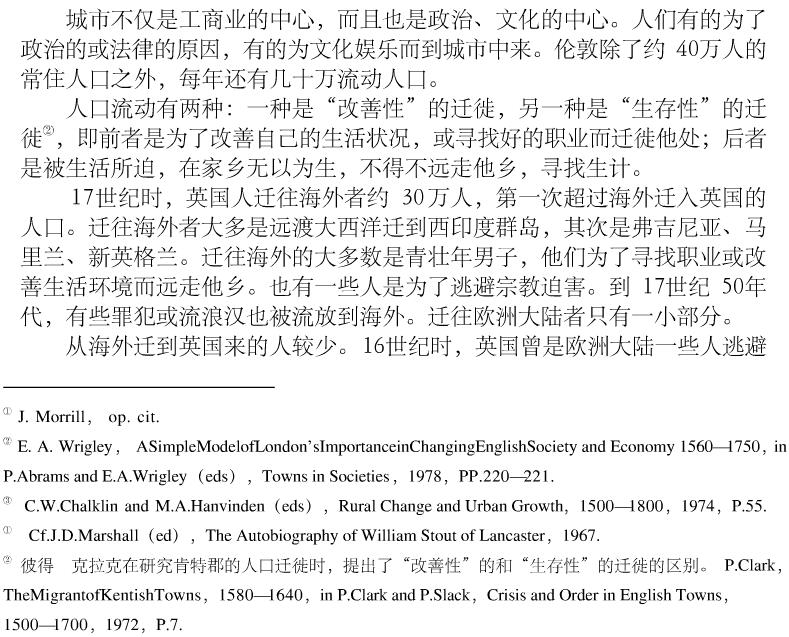 城市不仅是工商业的中心，而且也是政治、文化的中心。人们有的为了
政治的或法律的原因，有的为文化娱乐而到城市中来。伦敦除了约 40万人的
常住人口之外，每年还有几十万流动人口。
人口流动有两种：一种是“改善性”的迁徙，另一种是“生存性”的迁
徙②，即前者是为了改善自己的生活状况，或寻找好的职业而迁徙他处；后者
是被生活所迫，在家乡无以为生，不得不远走他乡，寻找生计。
17世纪时，英国人迁往海外者约 30万人，第一次超过海外迁入英国的
人口。迁往海外者大多是远渡大西洋迁到西印度群岛，其次是弗吉尼亚、马
里兰、新英格兰。迁往海外的大多数是青壮年男子，他们为了寻找职业或改
善生活环境而远走他乡。也有一些人是为了逃避宗教迫害。到 17世纪 50年
代，有些罪犯或流浪汉也被流放到海外。迁往欧洲大陆者只有一小部分。
从海外迁到英国来的人较少。16世纪时，英国曾是欧洲大陆一些人逃避
① J. Morrill， op. cit.
② E. A. Wrigley， ASimpleModelofLondon'sImportanceinChangingEnglishSociety and Economy 1560—1750，in
P.Abrams and E.A.Wrigley（eds），Towns in Societies，1978，PP.220—221.
③ C.W.Chalklin and M.A.Hanvinden（eds），Rural Change and Urban Growth，1500—1800，1974，P.55.
① Cf.J.D.Marshall（ed），The Autobiography of William Stout of Lancaster，1967.
② 彼得 克拉克在研究肯特郡的人口迁徙时，提出了“改善性”的和“生存性”的迁徙的区别。 P.Clark，
TheMigrantofKentishTowns，1580—1640，in P.Clark and P.Slack，Crisis and Order in English Towns，
1500—1700，1972，P.7.